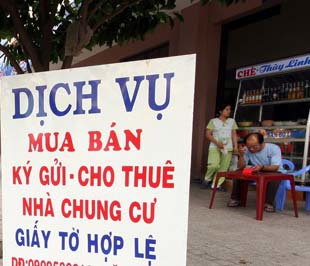 DỊCH VỤ
MUA BÁN
KÝ GỬI - CHO THUÊ
NHÀ CHUNG CƯ
GIẤY TỜ HỢP LỆ
CHÈ Thùy Linh